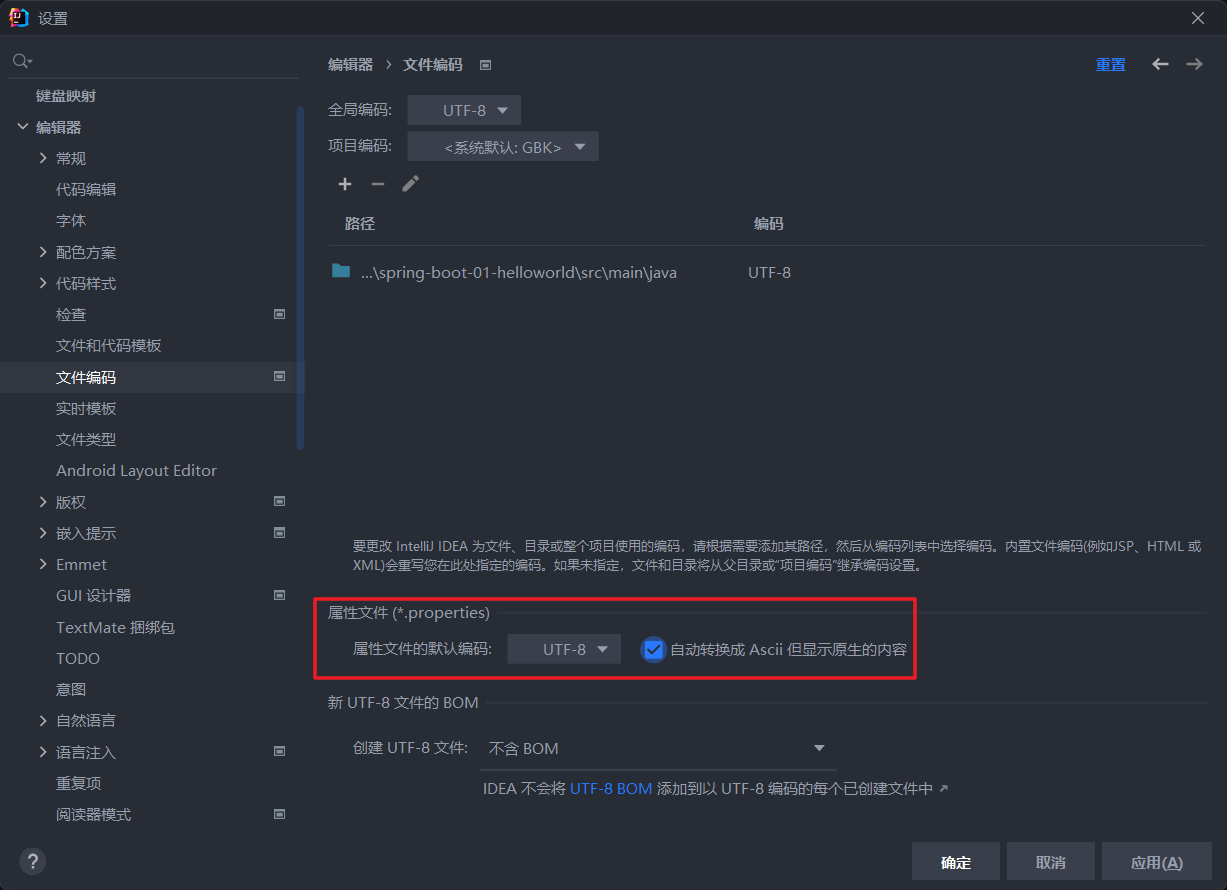 设置
键盘映射
编辑器
常规
代码编辑
字体
配色方案
代码样式
检查
文件和代码模板
文件编码
实时模板
文件类型
Android Layout Editor
版权
嵌入提示
Emmet
GUI 设计器
TextMate 捆绑包
TODO
意图
自然语言
语言注入
重复项
阅读器模式
编辑器 › 文件编码
重置
全局编码: UTF-8
项目编码: <系统默认: GBK>
路径 编码
...\spring-boot-01-helloworld\src\main\java UTF-8
要更改 IntelliJ IDEA 为文件、目录或整个项目使用的编码，请根据需要添加其路径，然后从编码列表中选择编码。内置文件编码(例如JSP、HTML 或
XML)会重写您在此处指定的编码。如果未指定，文件和目录将从父目录或"项目编码"继承编码设置。
属性文件 (*.properties)
属性文件的默认编码: UTF-8 自动转换成 Ascii 但显示原生的内容
新 UTF-8 文件的 BOM
创建 UTF-8 文件: 不含 BOM
IDEA 不会将 UTF-8 BOM 添加到以 UTF-8 编码的每个已创建文件中 ↗
?
确定 取消 应用(A)